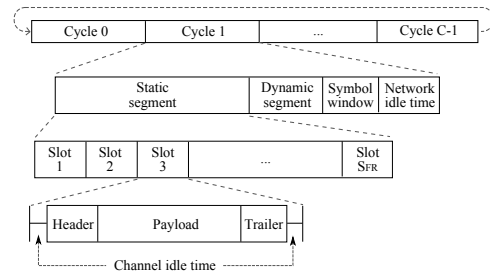 Cycle 0 Cycle 1 ... Cycle C-1
Static segment Dynamic segment Symbol window Network idle time
Slot 1 Slot 2 Slot 3 ... Slot SFR
Header Payload Trailer
Channel idle time